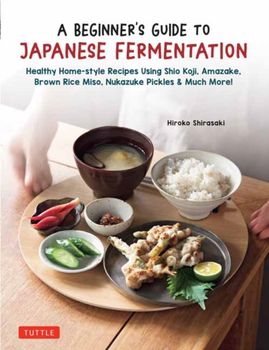 A BEGINNER'S GUIDE TO
JAPANESE FERMENTATION
Healthy Home-style Recipes Using Shio Koji, Amazake,
Brown Rice Miso, Nukazuke Pickles & Much More!
Hiroko Shirasaki
TUTTLE